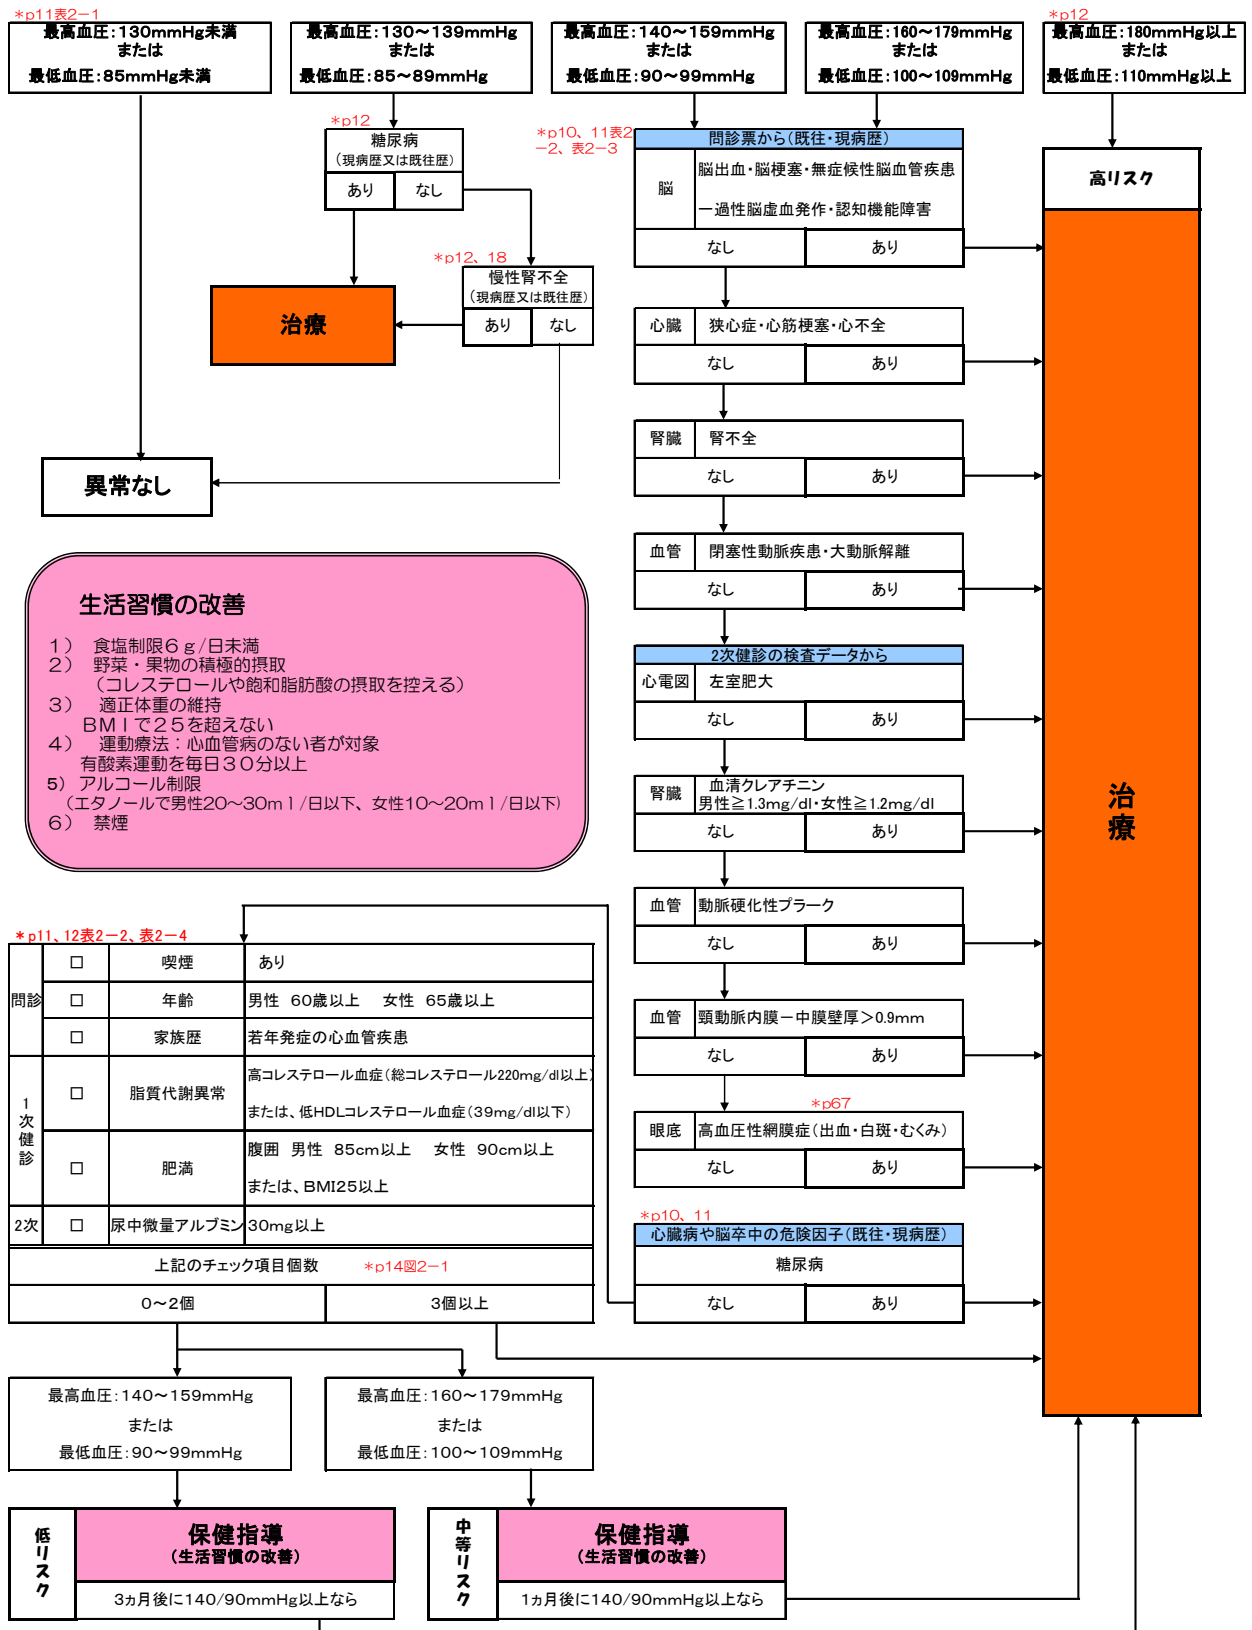 *p11表2－1
最高血圧：130mmHg未満
または
最低血圧：85mmHg未満
最高血圧：130～139mmHg
または
最低血圧：85～89mmHg
最高血圧：140～159mmHg
または
最低血圧：90～99mmHg
最高血圧：160～179mmHg
または
最低血圧：100～109mmHg
*p12
最高血圧：180mmHg以上
または
最低血圧：110mmHg以上
*p12
糖尿病
（現病歴又は既往歴）
あり
なし
*p12、18
慢性腎不全
（現病歴又は既往歴）
あり
なし
治療
異常なし
*p10、11表2
－2、表2－3
問診票から（既往・現病歴）
脳
脳出血・脳梗塞・無症候性脳血管疾患
一過性脳虚血発作・認知機能障害
なし
あり
心臓
狭心症・心筋梗塞・心不全
なし
あり
腎臓
腎不全
なし
あり
血管
閉塞性動脈疾患・大動脈解離
なし
あり
2次健診の検査データから
心電図
左室肥大
なし
あり
腎臓
血清クレアチニン
男性≧1.3mg/dl・女性≧1.2mg/dl
なし
あり
血管
動脈硬化性プラーク
なし
あり
血管
頸動脈内膜－中膜壁厚＞0.9mm
なし
あり
*p67
眼底
高血圧性網膜症（出血・白斑・むくみ）
なし
あり
*p10、11
心臓病や脳卒中の危険因子（既往・現病歴）
糖尿病
なし
あり
高リスク
治療
生活習慣の改善
1） 食塩制限6ｇ/日未満
2） 野菜・果物の積極的摂取
（コレステロールや飽和脂肪酸の摂取を控える）
3） 適正体重の維持
ＢＭＩで２５を超えない
4） 運動療法：心血管病のない者が対象
有酸素運動を毎日３０分以上
5）アルコール制限
（エタノールで男性20～30ｍｌ/日以下、女性10～20ｍｌ/日以下）
6） 禁煙
*p11、12表2－2、表2－4
問診
□ 喫煙 あり
□ 年齢 男性 60歳以上 女性 65歳以上
□ 家族歴 若年発症の心血管疾患
1次健診
□ 脂質代謝異常
高コレステロール血症（総コレステロール220mg/dl以上）
または、低HDLコレステロール血症（39mg/dl以下）
□ 肥満
腹囲 男性 85cm以上 女性 90cm以上
または、BMI25以上
2次 □ 尿中微量アルブミン 30mg以上
上記のチェック項目個数 *p14図2－1
0～2個
3個以上
最高血圧：140～159mmHg
または
最低血圧：90～99mmHg
最高血圧：160～179mmHg
または
最低血圧：100～109mmHg
低リスク
保健指導
（生活習慣の改善）
3ヵ月後に140/90mmHg以上なら
中等リスク
保健指導
（生活習慣の改善）
1ヵ月後に140/90mmHg以上なら